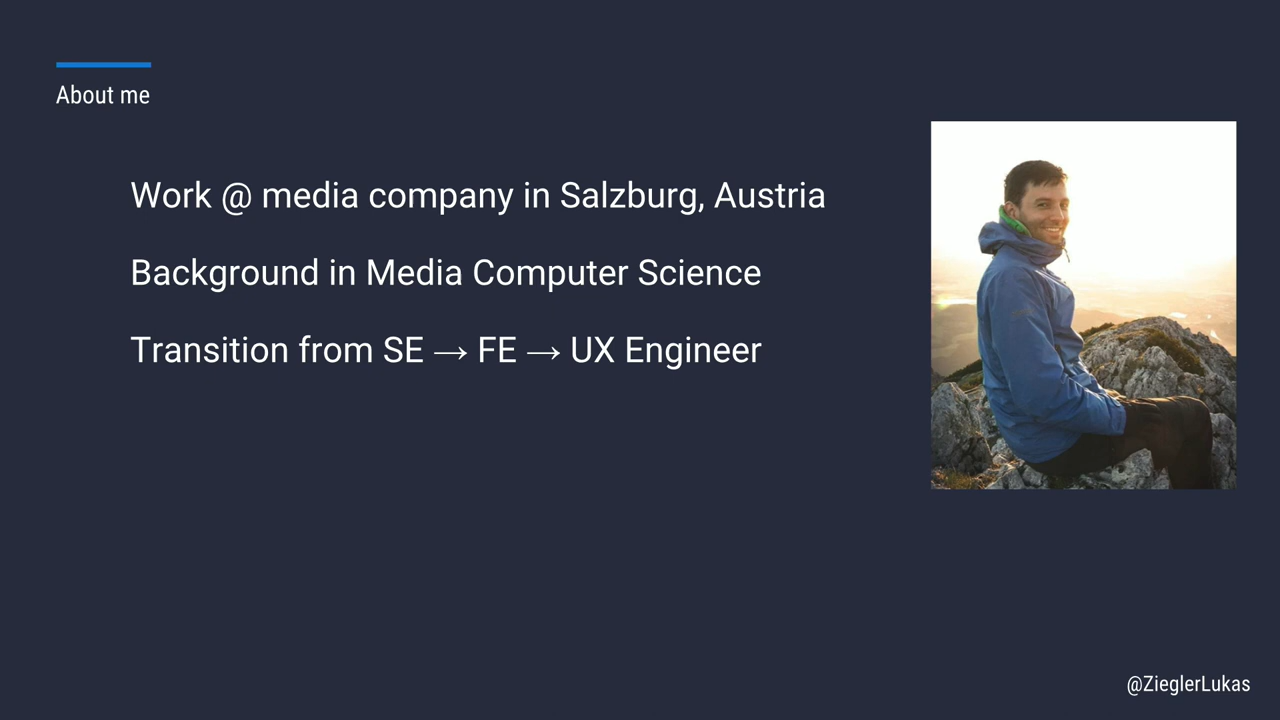 About me
Work @ media company in Salzburg, Austria
Background in Media Computer Science
Transition from SE → FE → UX Engineer
@ZieglerLukas